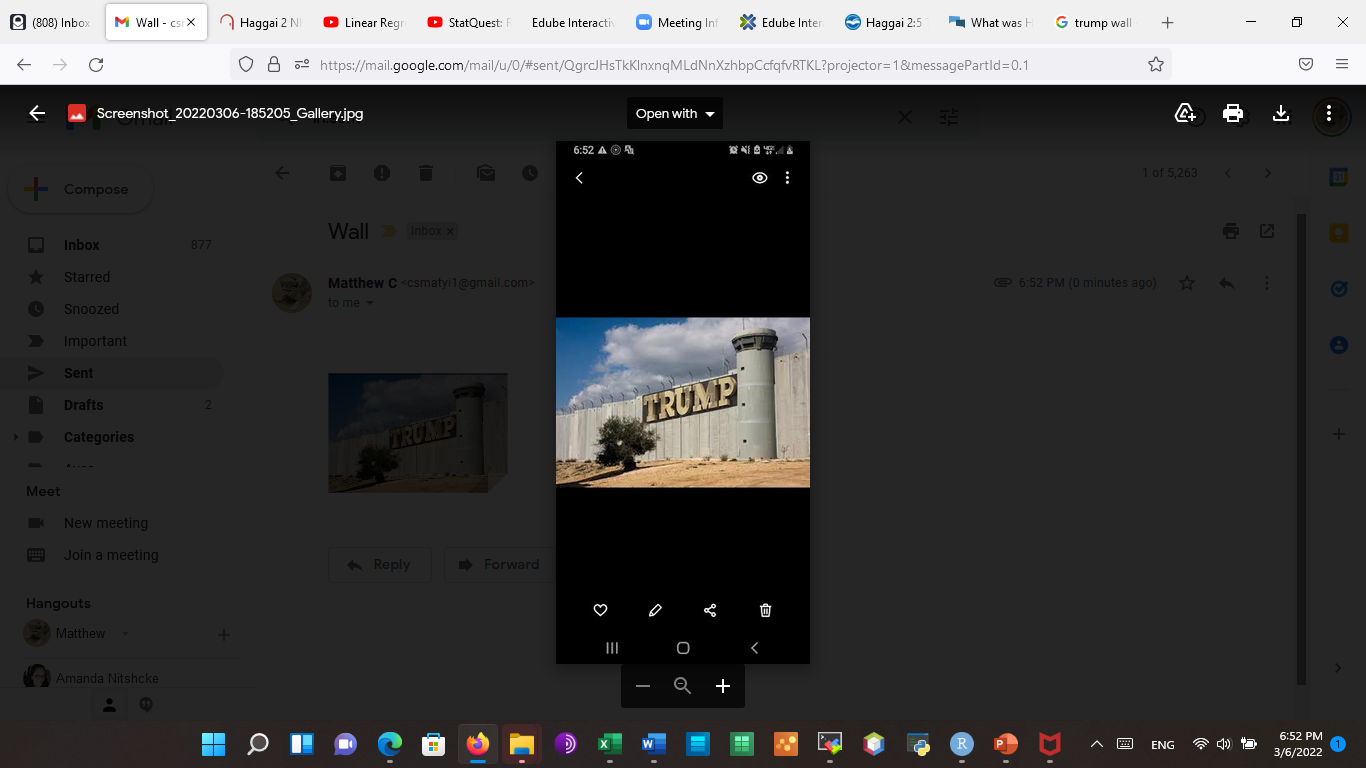 (808) Inbox
Wall - cs
Haggai 2 NI
Linear Regr
StatQuest: F
Edube Interactiv
Meeting Inf
Edube Inter
Haggai 2:5
What was H
trump wall
https://mail.google.com/mail/u/0/#sent/QgrcJHsTkKlnxnqMLdNnXzhbpCcfqfvRTKL?projector=1&messagePartId=0.1
Screenshot_20220306-185205_Gallery.jpg
Open with
6:52
Compose
1 of 5,263
Inbox 877
Starred
Snoozed
Important
Sent
Drafts 2
Categories
Wall
Inbox x
Matthew C <csmatyi1@gmail.com>
6:52 PM (0 minutes ago)
to me
TRUMP
TRUMP
Reply
Forward
Meet
New meeting
Join a meeting
Hangouts
Matthew
Amanda Nitshcke
ENG
6:52 PM
3/6/2022
1